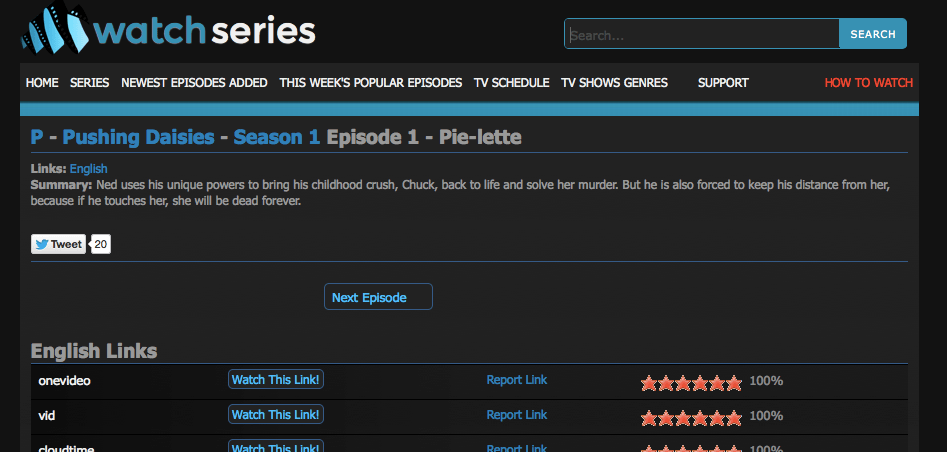 watchseries
Search...
SEARCH
HOME SERIES NEWEST EPISODES ADDED THIS WEEK'S POPULAR EPISODES TV SCHEDULE TV SHOWS GENRES SUPPORT HOW TO WATCH
P - Pushing Daisies - Season 1 Episode 1 - Pie-lette
Links: English
Summary: Ned uses his unique powers to bring his childhood crush, Chuck, back to life and solve her murder. But he is also forced to keep his distance from her,
because if he touches her, she will be dead forever.
Tweet 20
Next Episode
English Links
onevideo Watch This Link! Report Link 100%
vid Watch This Link! Report Link 100%
cloudtime Watch This Link! Report Link 100%